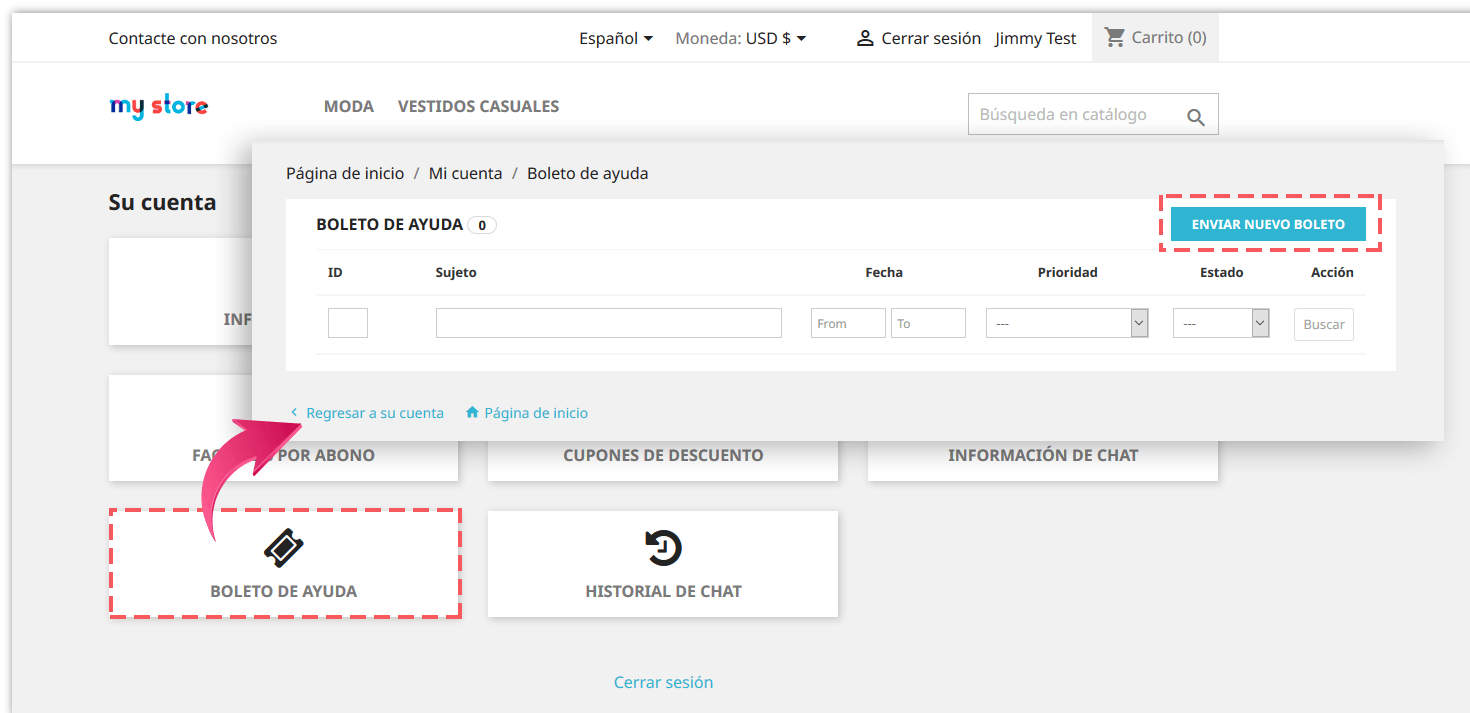 Contacte con nosotros
Español Moneda: USD $ Cerrar sesión Jimmy Test Carrito (0)
my store
MODA VESTIDOS CASUALES
Búsqueda en catálogo
Página de inicio / Mi cuenta / Boleto de ayuda
Su cuenta
BOLETO DE AYUDA 0
ENVIAR NUEVO BOLETO
ID Sujeto Fecha Prioridad Estado Acción
From To --- --- Buscar
Regresar a su cuenta Página de inicio
POR ABONO
CUPONES DE DESCUENTO
INFORMACIÓN DE CHAT
BOLETO DE AYUDA
HISTORIAL DE CHAT
Cerrar sesión